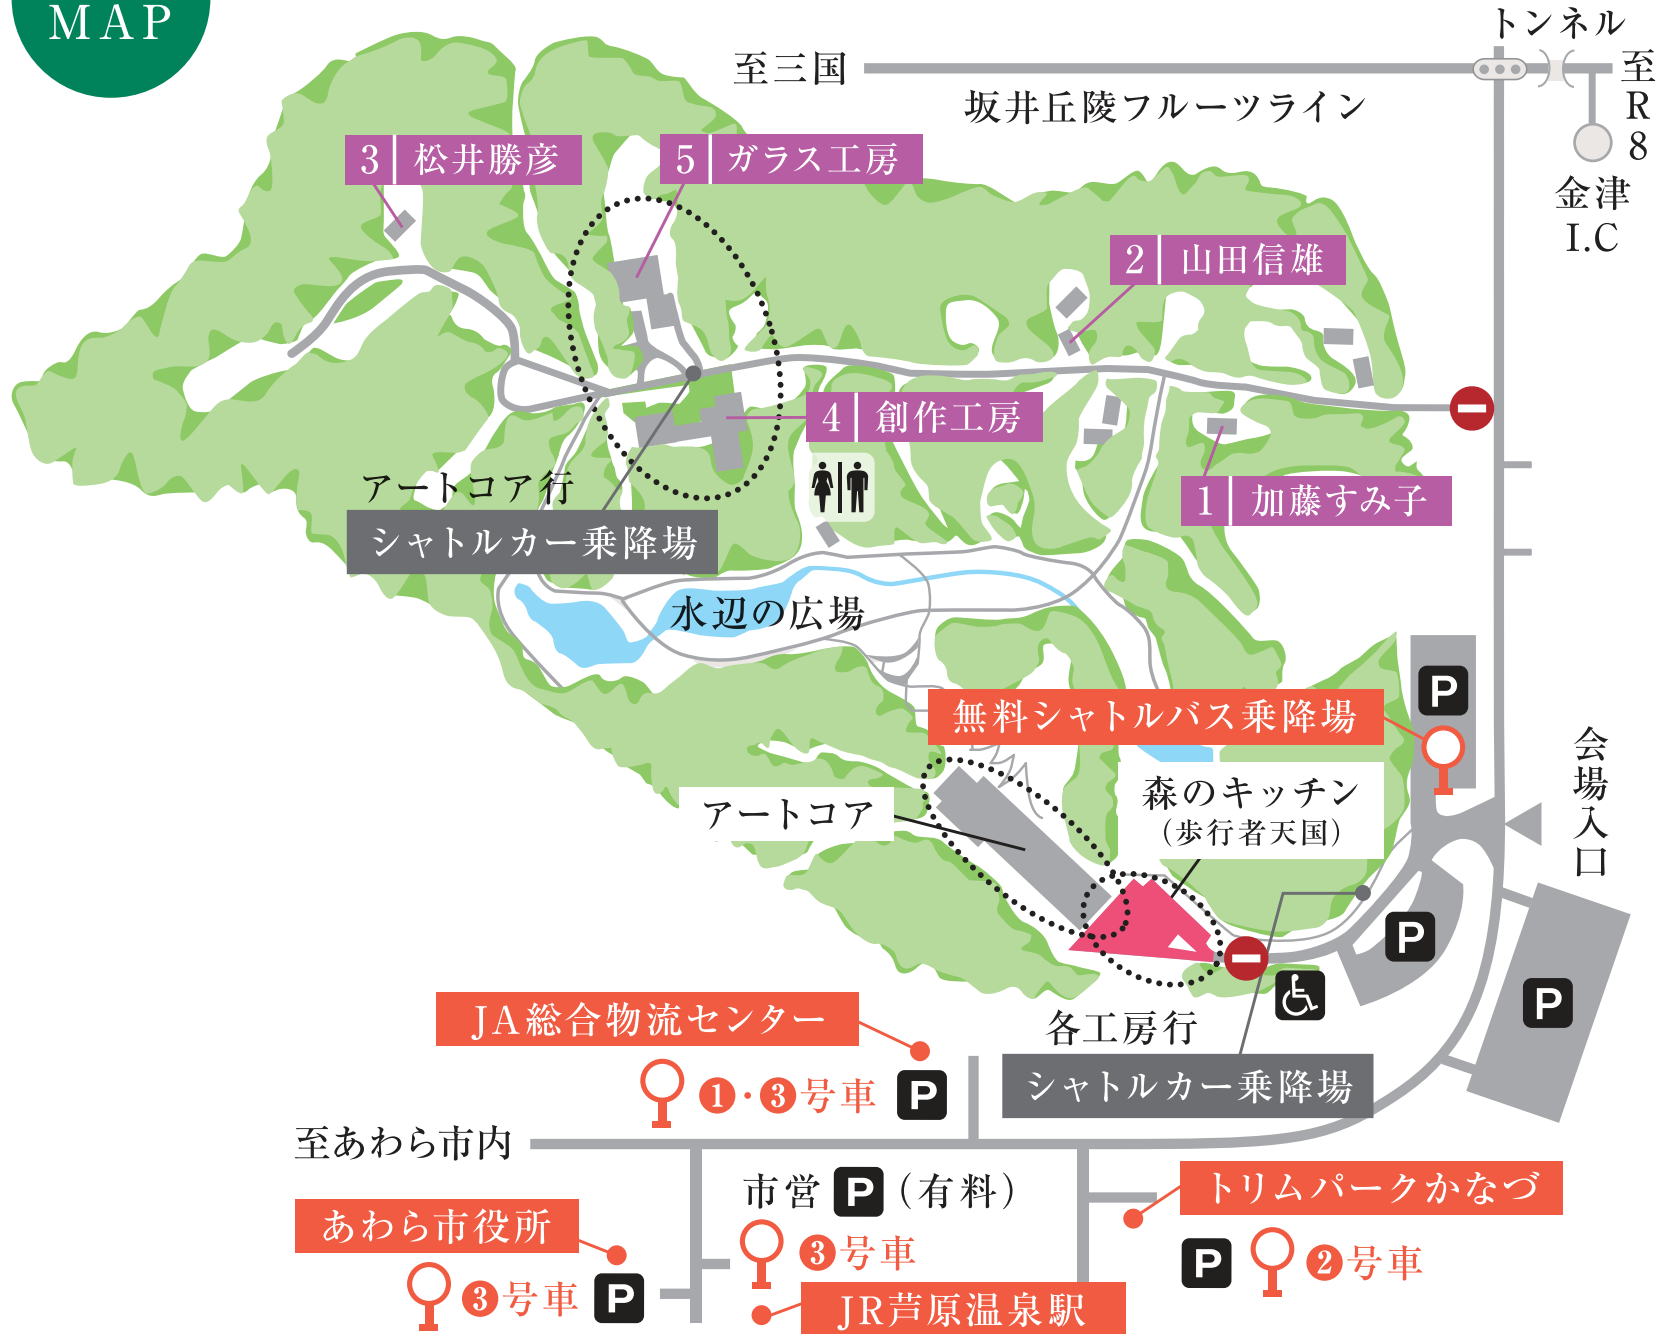 MAP
トンネル
至三国
至R8
坂井丘陵フルーツライン
金津
I.C
3 松井勝彦
5 ガラス工房
2 山田信雄
4 創作工房
アートコア行
シャトルカー乗降場
1 加藤すみ子
水辺の広場
P
無料シャトルバス乗降場
会場入口
森のキッチン
(歩行者天国)
アートコア
P
P
各工房行
シャトルカー乗降場
JA総合物流センター
❶・❸号車 P
至あわら市内
市営 P (有料)
❸号車
トリムパークかなづ
P ❷号車
あわら市役所
❸号車 P
JR芦原温泉駅